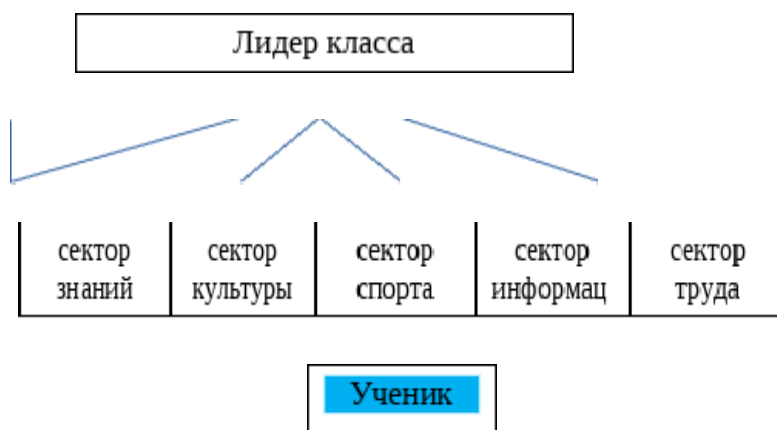 Лидер класса
сектор сектор сектор сектор сектор
знаний культуры спорта информац труда
Ученик